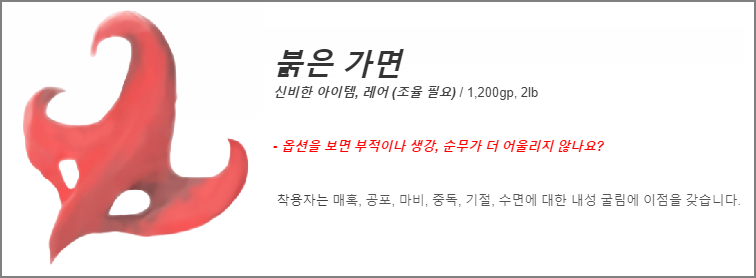 붉은 가면
신비한 아이템, 레어 (조율 필요) / 1,200gp, 2lb
- 옵션을 보면 부적이나 생강, 순무가 더 어울리지 않나요?
착용자는 매혹, 공포, 마비, 중독, 기절, 수면에 대한 내성 굴림에 이점을 갖습니다.